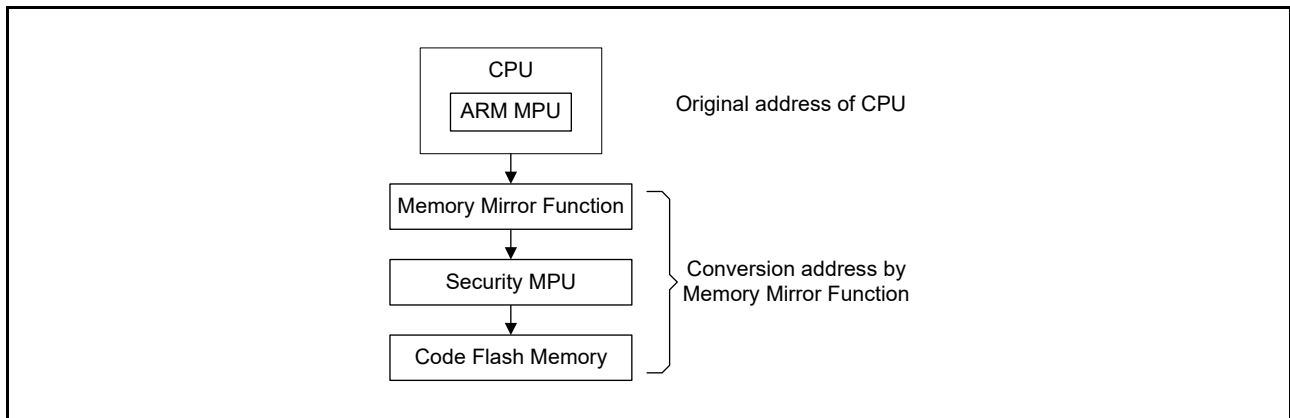 CPU
ARM MPU
Original address of CPU
Memory Mirror Function
Security MPU
Code Flash Memory
Conversion address by
Memory Mirror Function